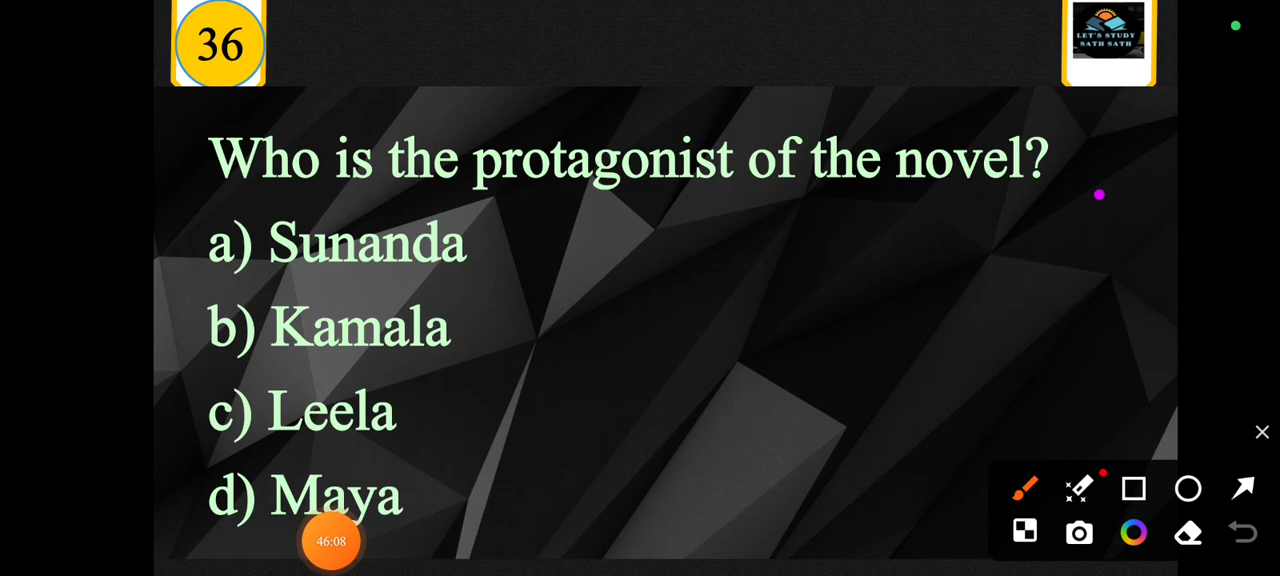 36
LET'S STUDY
SATH SATH
Who is the protagonist of the novel?
a) Sunanda
b) Kamala
c) Leela
d) Maya
46:08